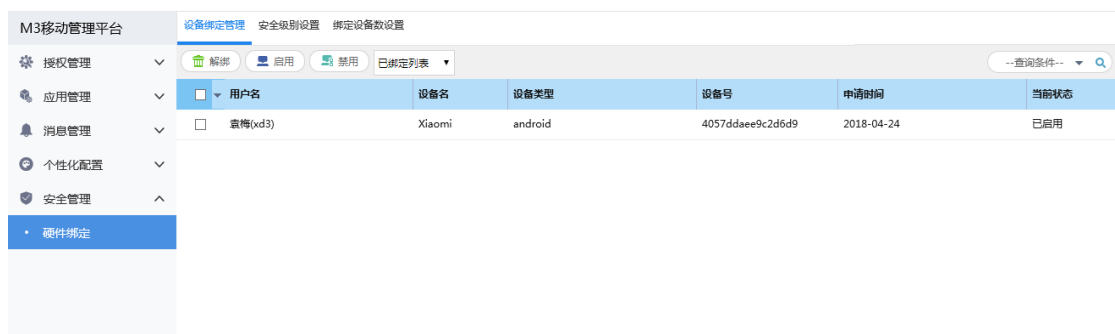 M3移动管理平台
设备绑定管理 安全级别设置 绑定设备数设置
授权管理
解绑 启用 禁用 已绑定列表 --查询条件--
应用管理
用户名 设备名 设备类型 设备号 申请时间 当前状态
消息管理
袁梅(xd3) Xiaomi android 4057ddaee9c2d6d9 2018-04-24 已启用
个性化配置
安全管理
硬件绑定